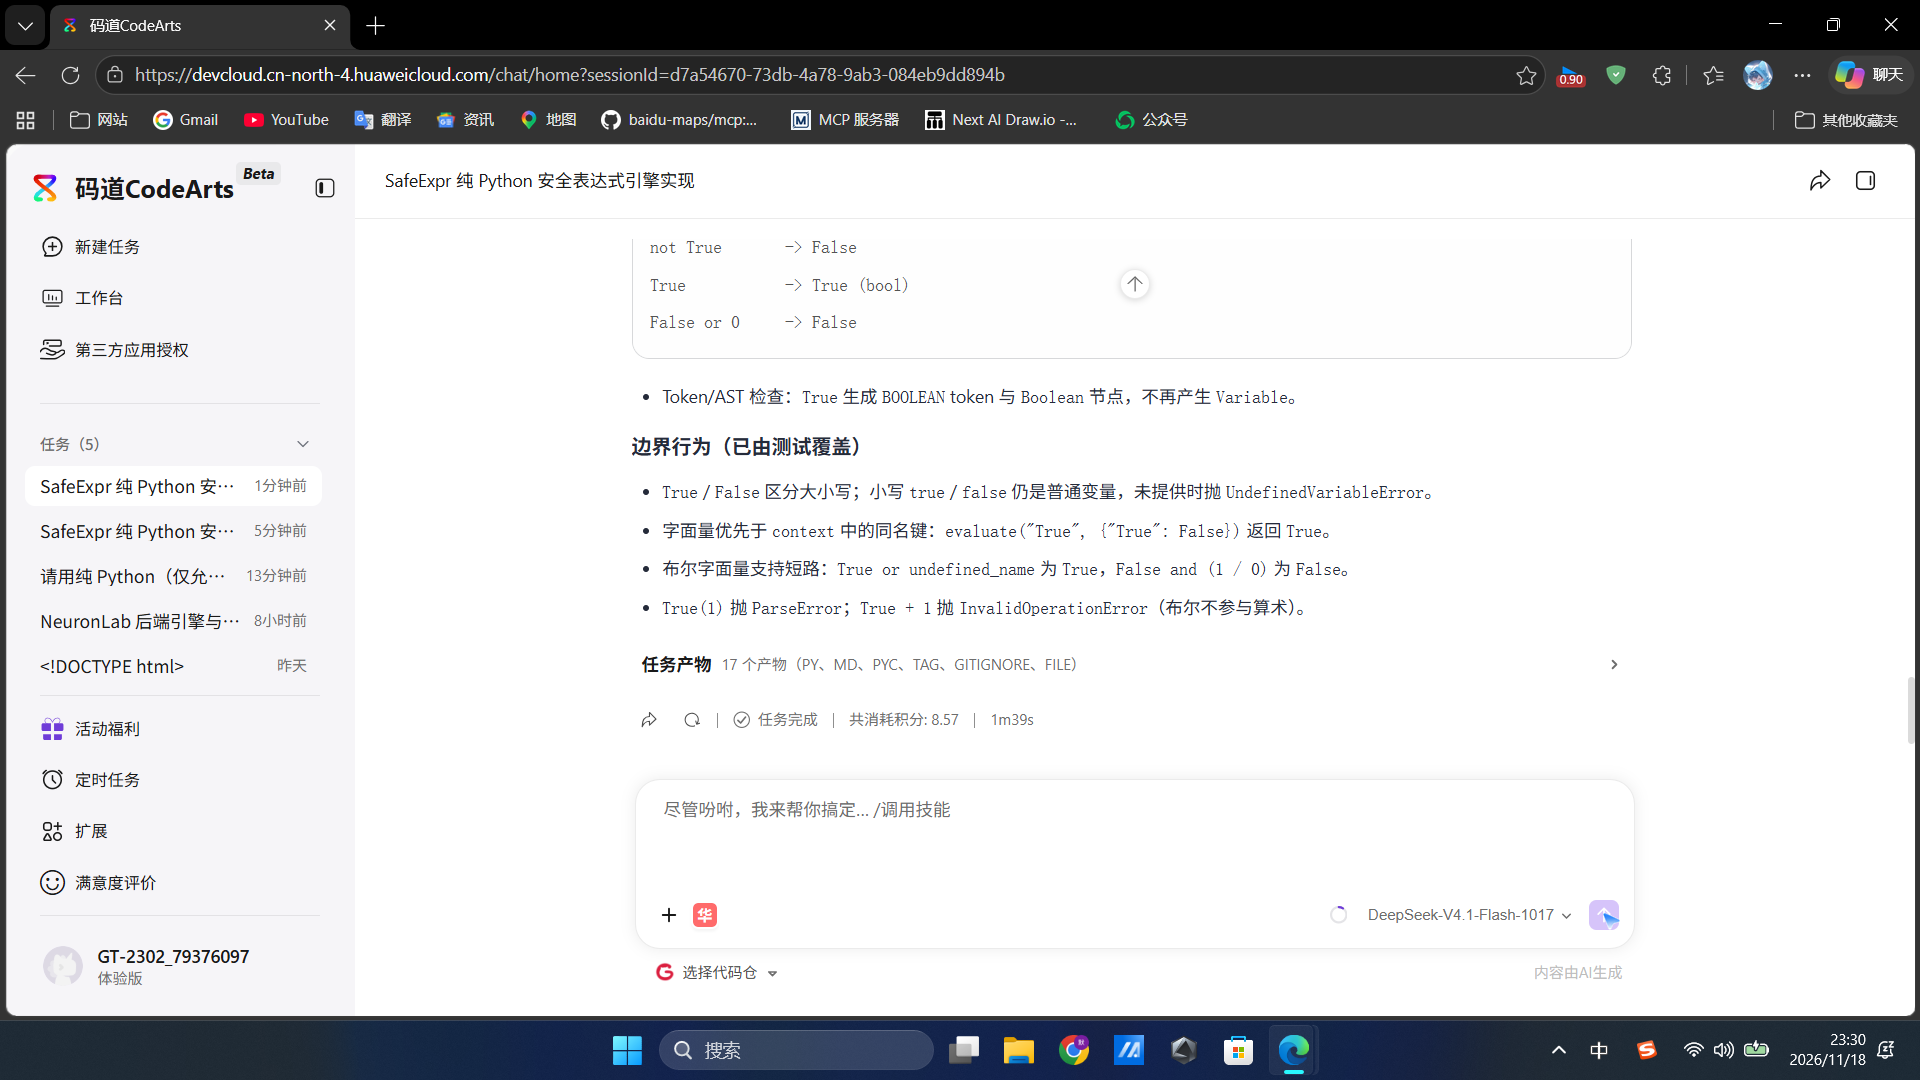 码道CodeArts
https://devcloud.cn-north-4.huaweicloud.com/chat/home?sessionId=d7a54670-73db-4a78-9ab3-084eb9dd894b
0.90
聊天
网站
Gmail
YouTube
翻译
资讯
地图
baidu-maps/mcp:...
MCP 服务器
Next AI Draw.io -...
公众号
其他收藏夹
码道CodeArts
Beta
新建任务
工作台
第三方应用授权
任务（5）
SafeExpr 纯 Python 安… 1分钟前
SafeExpr 纯 Python 安… 5分钟前
请用纯 Python（仅允… 13分钟前
NeuronLab 后端引擎与… 8小时前
<!DOCTYPE html> 昨天
活动福利
定时任务
扩展
满意度评价
GT-2302_79376097
体验版
SafeExpr 纯 Python 安全表达式引擎实现
not True -> False
True -> True (bool)
False or 0 -> False
Token/AST 检查：True 生成 BOOLEAN token 与 Boolean 节点，不再产生 Variable。
边界行为（已由测试覆盖）
True / False 区分大小写；小写 true / false 仍是普通变量，未提供时抛 UndefinedVariableError。
字面量优先于 context 中的同名键：evaluate("True", {"True": False}) 返回 True。
布尔字面量支持短路：True or undefined_name 为 True，False and (1 / 0) 为 False。
True(1) 抛 ParseError；True + 1 抛 InvalidOperationError（布尔不参与算术）。
任务产物 17 个产物（PY、MD、PYC、TAG、GITIGNORE、FILE）
任务完成 | 共消耗积分: 8.57 | 1m39s
尽管吩咐，我来帮你搞定... /调用技能
华
DeepSeek-V4.1-Flash-1017
选择代码仓
内容由AI生成
搜索
中
23:30
2026/11/18